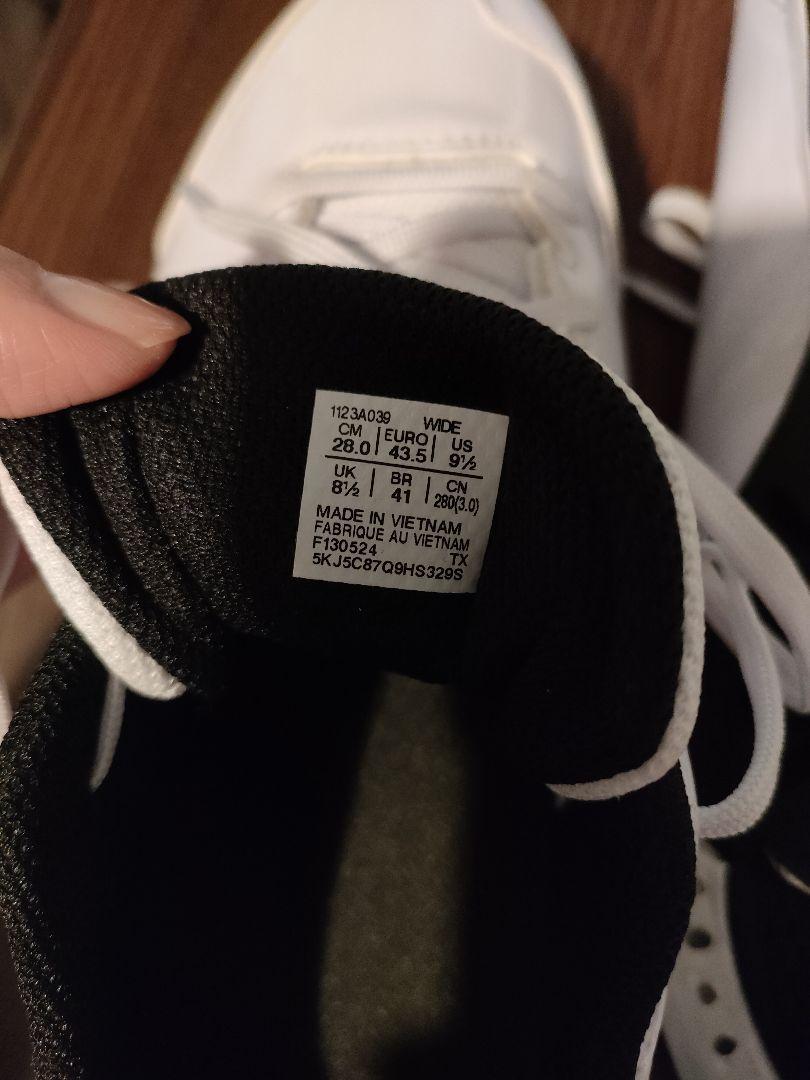 1123A039 WIDE
CM EURO US
28.0 43.5 9½
UK BR CN
8½ 41 280(3.0)
MADE IN VIETNAM
FABRIQUE AU VIETNAM
F130524 TX
5KJ5C87Q9HS329S